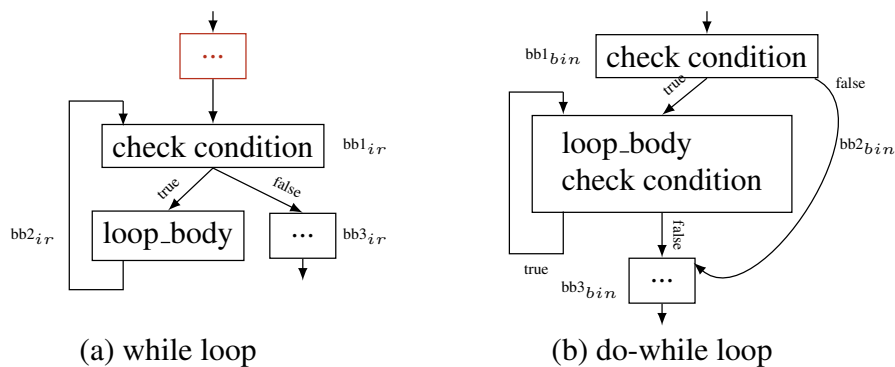 ...
check condition
bb1ir
true
false
bb2ir
loop_body
...
bb3ir
(a) while loop
bb1bin
check condition
true
false
loop_body
check condition
bb2bin
true
false
...
bb3bin
(b) do-while loop